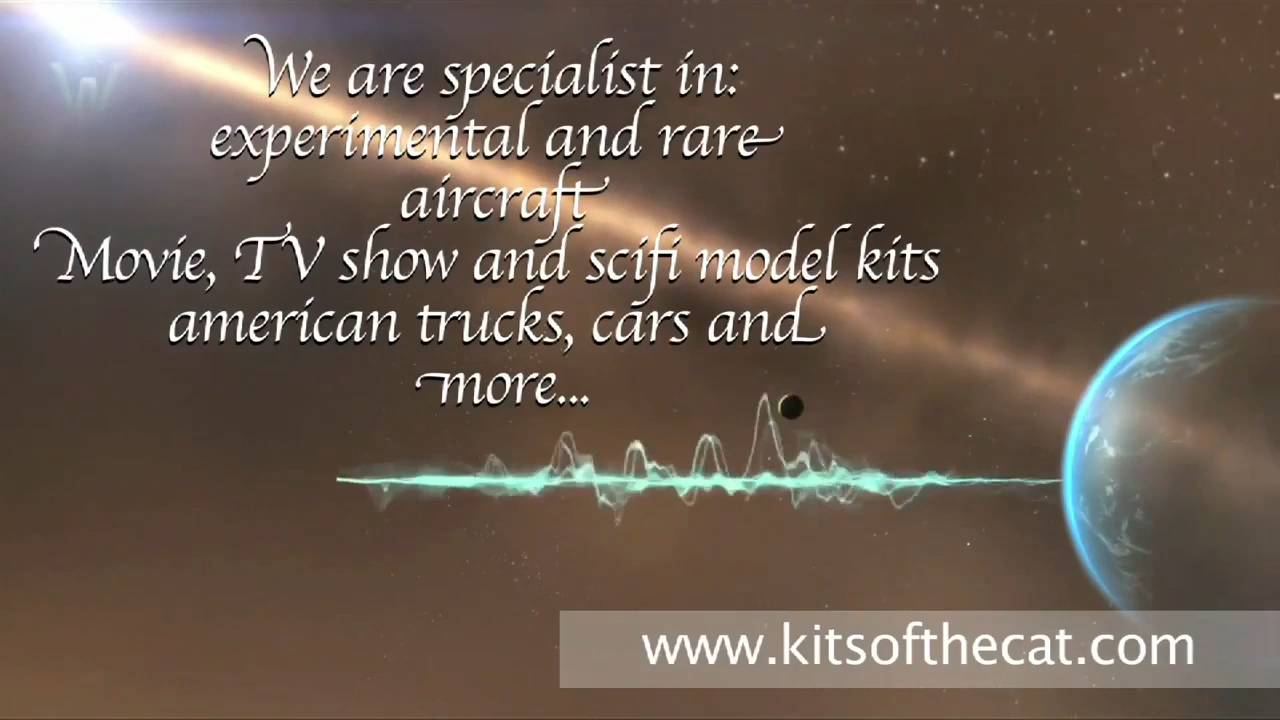 We are specialist in:
experimental and rare
aircraft
Movie, TV show and scifi model kits
american trucks, cars and
more...
W
www.kitsofthecat.com